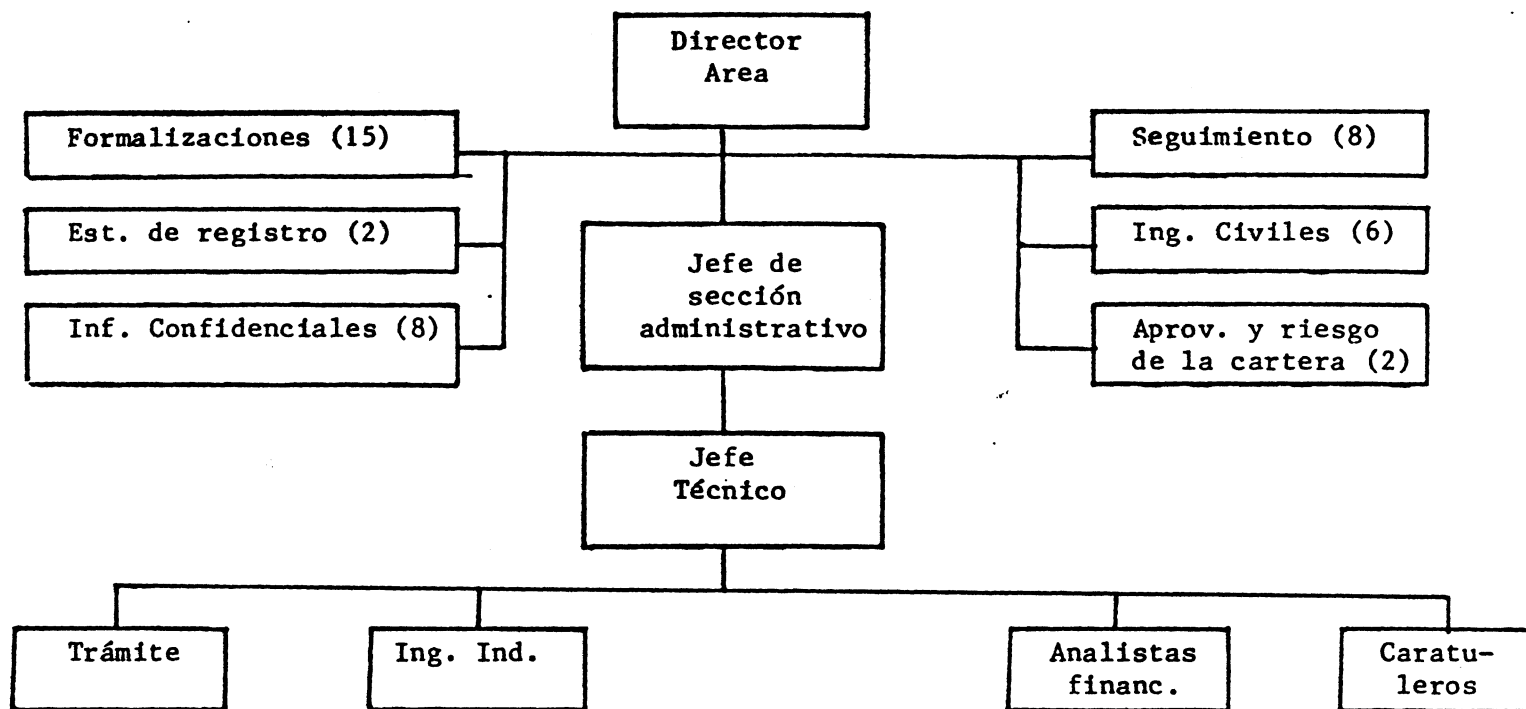 Director
Area
Formalizaciones (15)
Seguimiento (8)
Est. de registro (2)
Ing. Civiles (6)
Jefe de
sección
administrativo
Inf. Confidenciales (8)
Aprov. y riesgo
de la cartera (2)
Jefe
Técnico
Trámite
Ing. Ind.
Analistas
financ.
Caratu-
leros